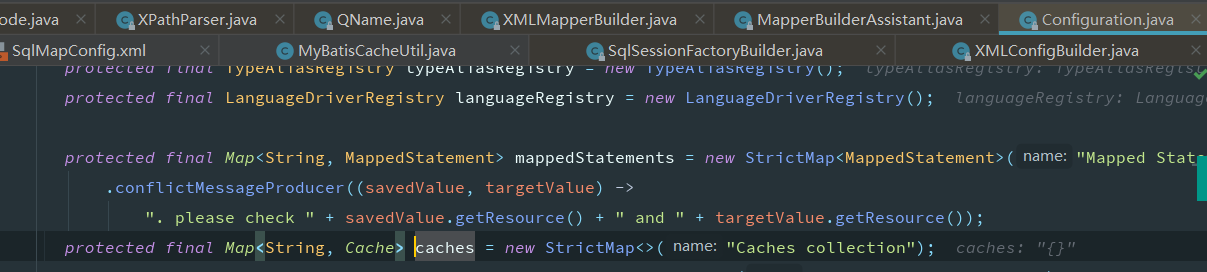 ode.java XPathParser.java QName.java XMLMapperBuilder.java MapperBuilderAssistant.java Configuration.java
SqlMapConfig.xml MyBatisCacheUtil.java SqlSessionFactoryBuilder.java XMLConfigBuilder.java
protected final TypeAliasRegistry typeAliasRegistry = new TypeAliasRegistry(); typeAliasRegistry: TypeAliasRegist
protected final LanguageDriverRegistry languageRegistry = new LanguageDriverRegistry(); languageRegistry: Language
protected final Map<String, MappedStatement> mappedStatements = new StrictMap<MappedStatement>( name: "Mapped Stat
.conflictMessageProducer((savedValue, targetValue) ->
". please check " + savedValue.getResource() + " and " + targetValue.getResource());
protected final Map<String, Cache> caches = new StrictMap<>( name: "Caches collection"); caches: "{}"